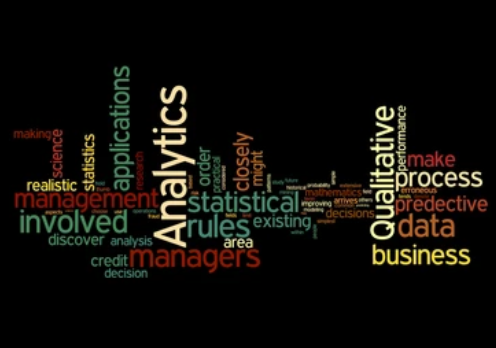 making
science
statistics
applications
research
Analytics
realistic
management
involved
discover
analysis
credit
decision
managers
order
practical
closely
might
statistical
rules
area
existing
mathematics
improving
arrives
decisions
Qualitative
performance
make
process
erroneous
predective
data
business